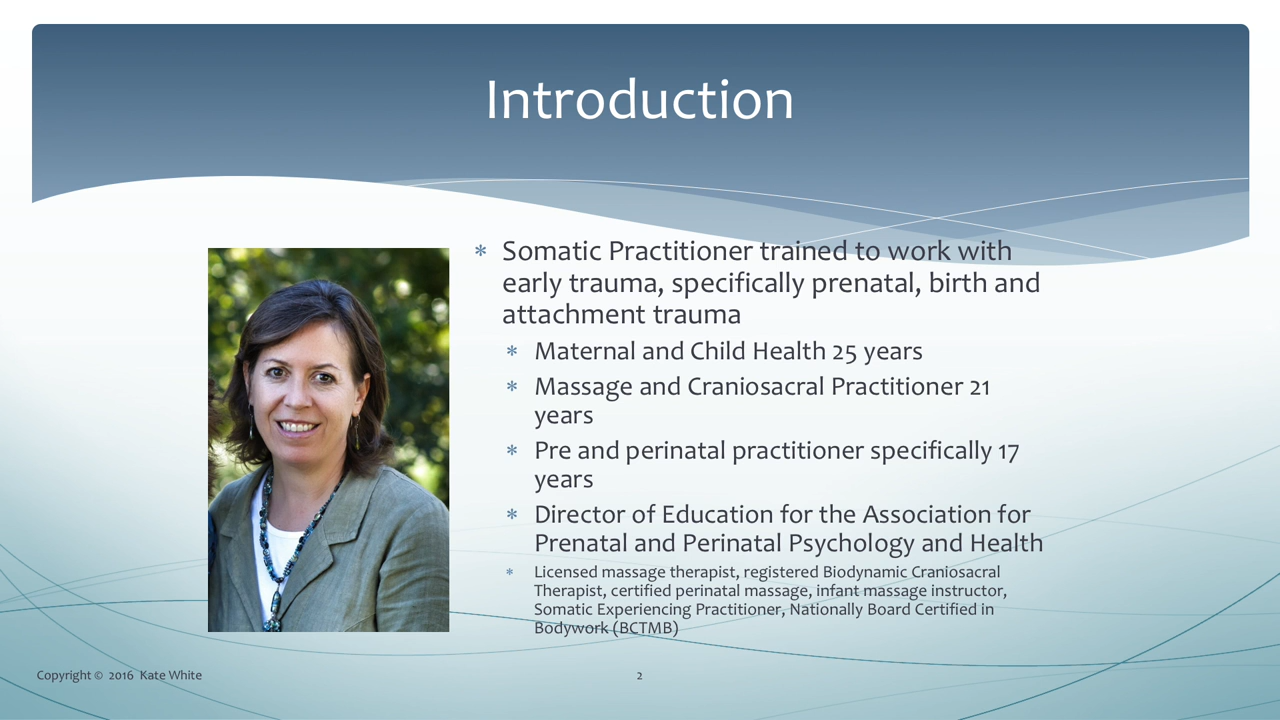 Introduction
* Somatic Practitioner trained to work with
early trauma, specifically prenatal, birth and
attachment trauma
* Maternal and Child Health 25 years
* Massage and Craniosacral Practitioner 21
years
* Pre and perinatal practitioner specifically 17
years
* Director of Education for the Association for
Prenatal and Perinatal Psychology and Health
* Licensed massage therapist, registered Biodynamic Craniosacral
Therapist, certified perinatal massage, infant massage instructor,
Somatic Experiencing Practitioner, Nationally Board Certified in
Bodywork (BCTMB)
Copyright © 2016 Kate White
2